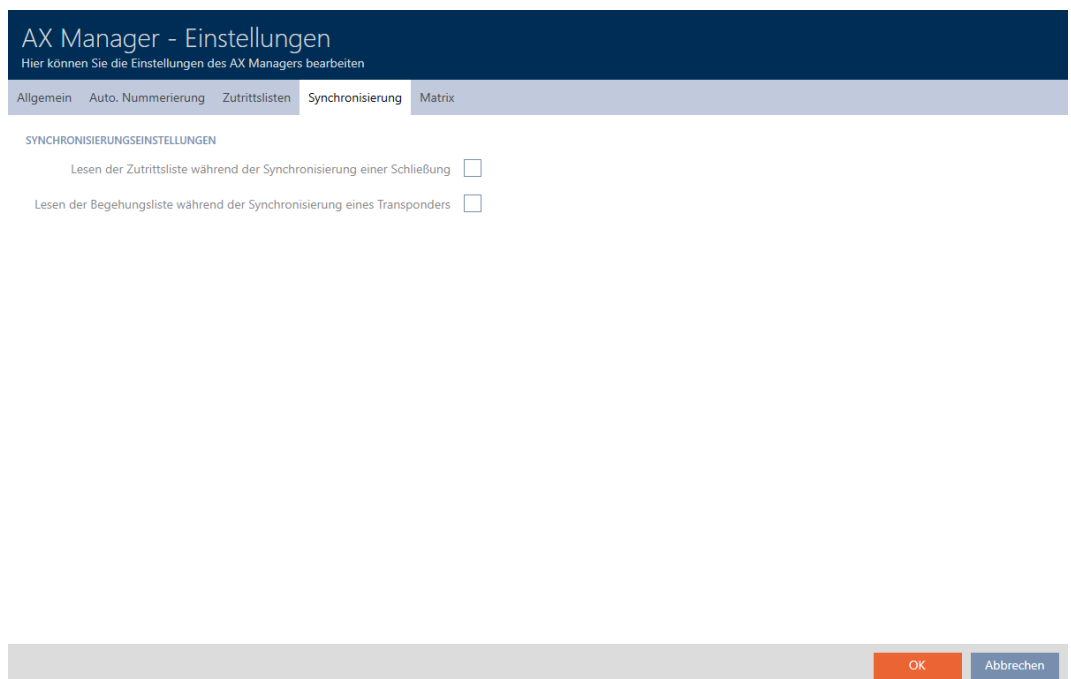 AX Manager - Einstellungen
Hier können Sie die Einstellungen des AX Managers bearbeiten
Allgemein Auto. Nummerierung Zutrittslisten Synchronisierung Matrix
SYNCHRONISIERUNGSEINSTELLUNGEN
Lesen der Zutrittsliste während der Synchronisierung einer Schließung
Lesen der Begehungsliste während der Synchronisierung eines Transponders
OK Abbrechen